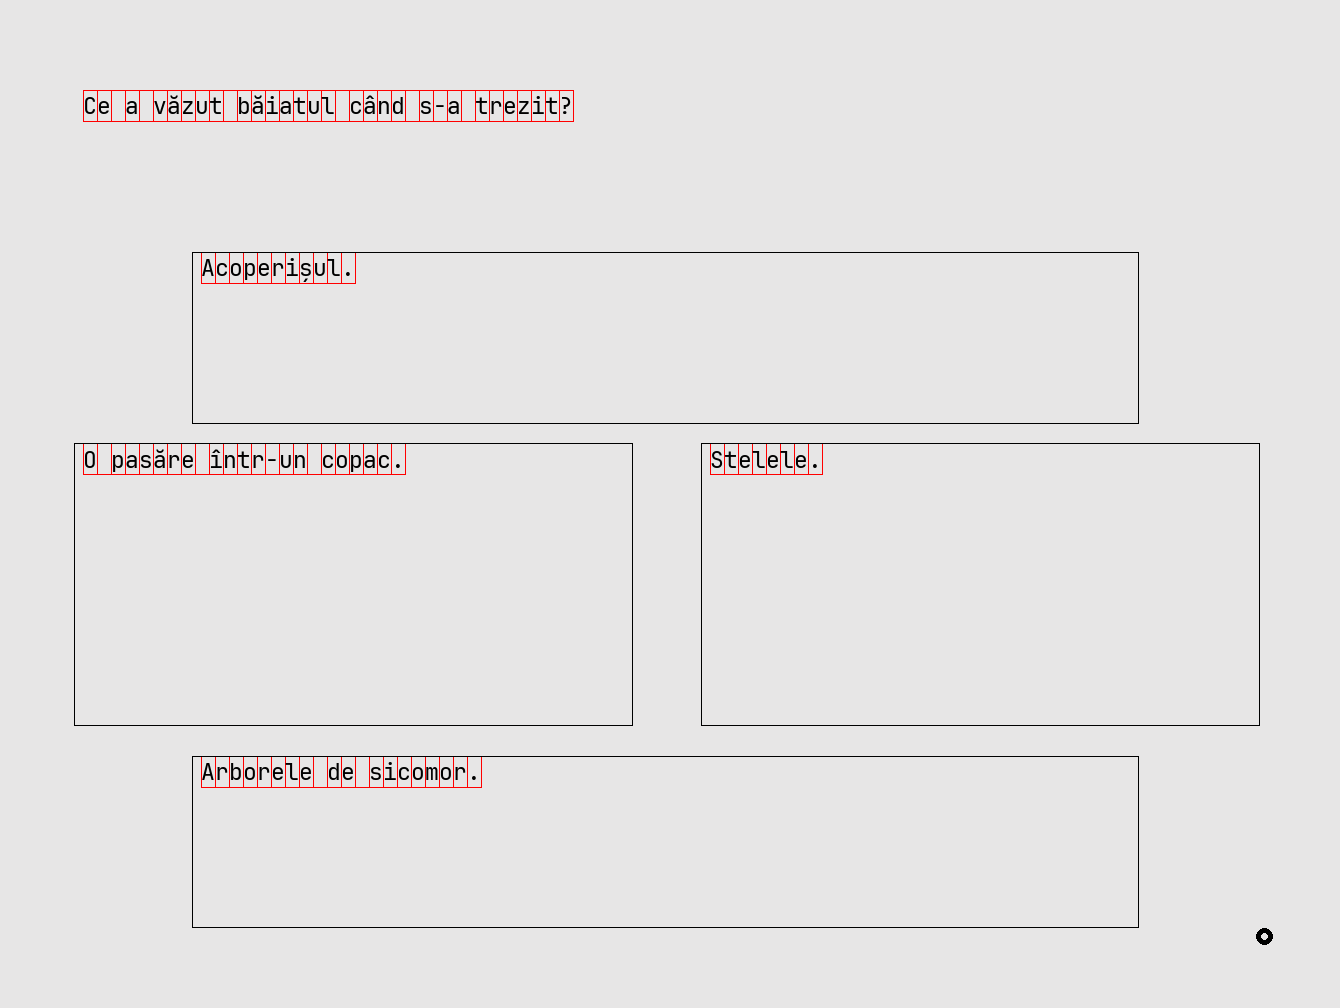 Ce a văzut băiatul când s-a trezit?
Acoperișul.
O pasăre într-un copac.
Stelele.
Arborele de sicomor.